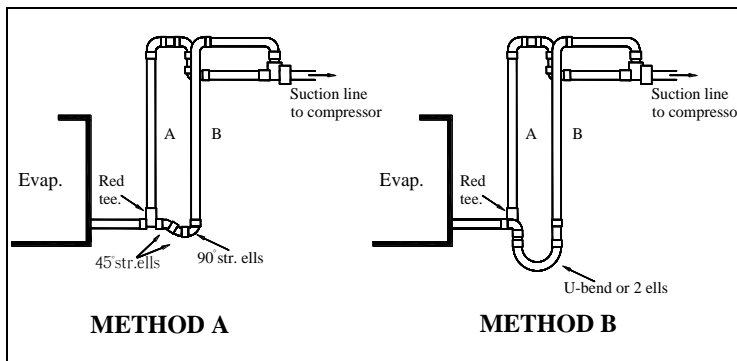 Suction line
to compressor
A
B
Evap.
Red
tee.
45°str.ells
90°str. ells
METHOD A
Suction line
to compressor
A
B
Evap.
Red
tee.
U-bend or 2 ells
METHOD B